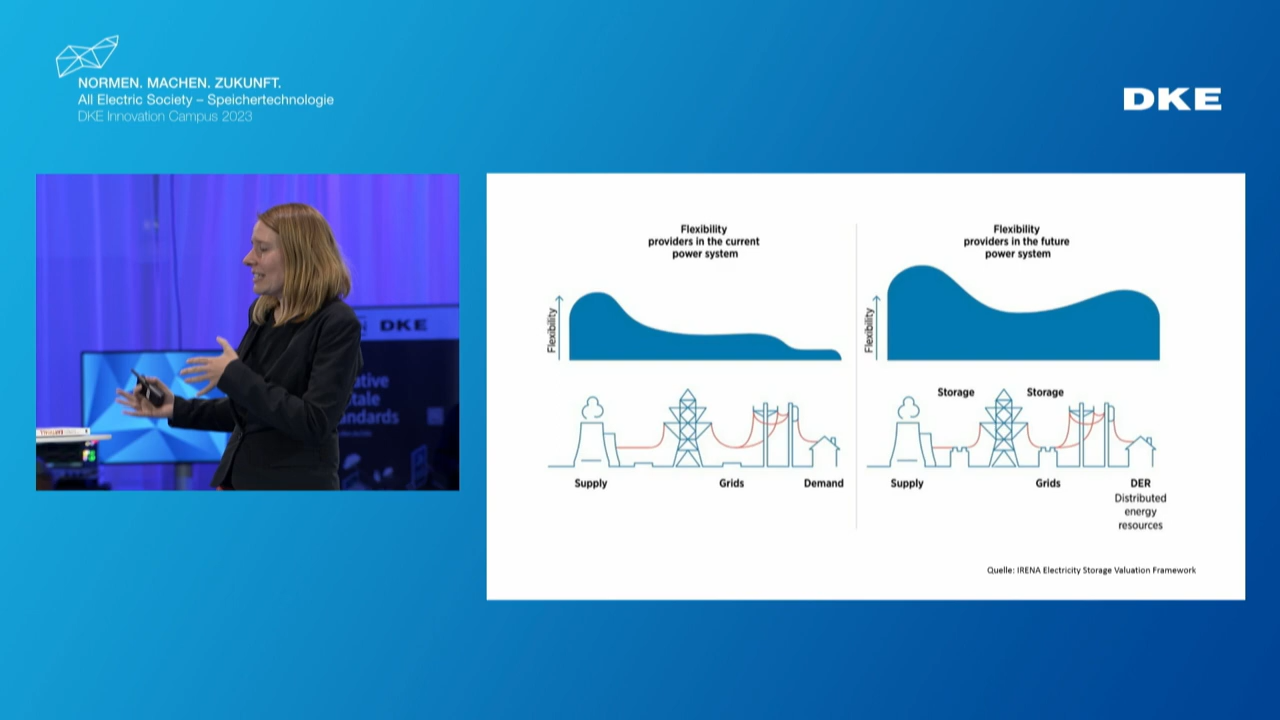 NORMEN. MACHEN. ZUKUNFT.
All Electric Society – Speichertechnologie
DKE Innovation Campus 2023
DKE
DKE
Flexibility
providers in the current
power system
Flexibility
Supply
Grids
Demand
Flexibility
providers in the future
power system
Flexibility
Storage
Storage
Supply
Grids
DER
Distributed
energy
resources
Quelle: IRENA Electricity Storage Valuation Framework